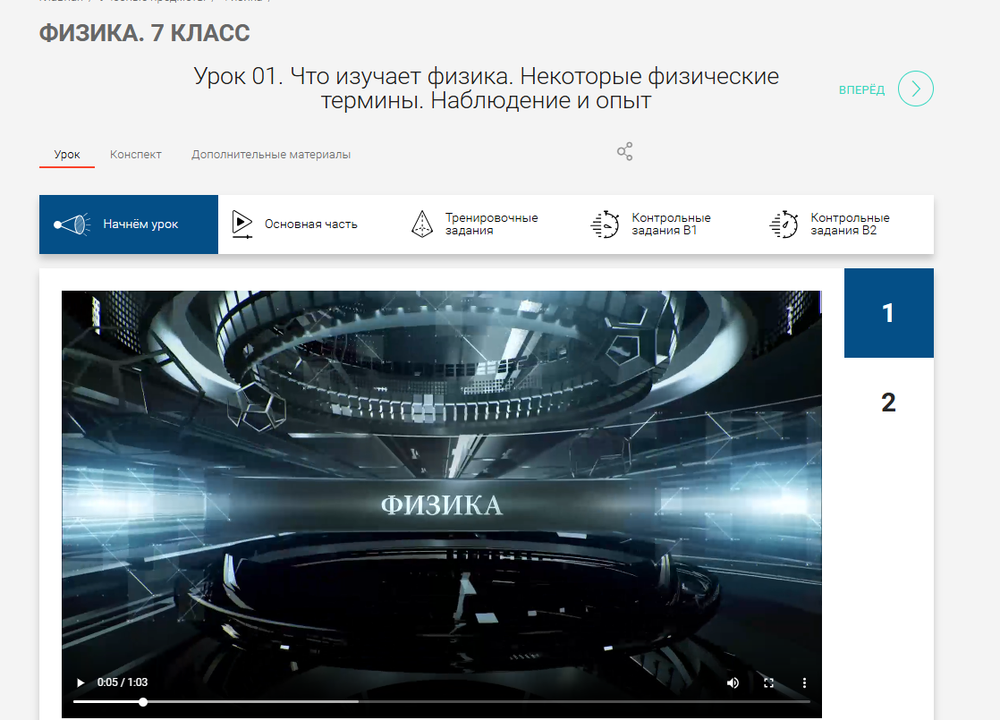 ФИЗИКА. 7 КЛАСС
Урок 01. Что изучает физика. Некоторые физические
термины. Наблюдение и опыт
ВПЕРЁД
Урок
Конспект
Дополнительные материалы
Начнём урок
Основная часть
Тренировочные
задания
Контрольные
задания В1
Контрольные
задания В2
1
2
ФИЗИКА
0:05 / 1:03